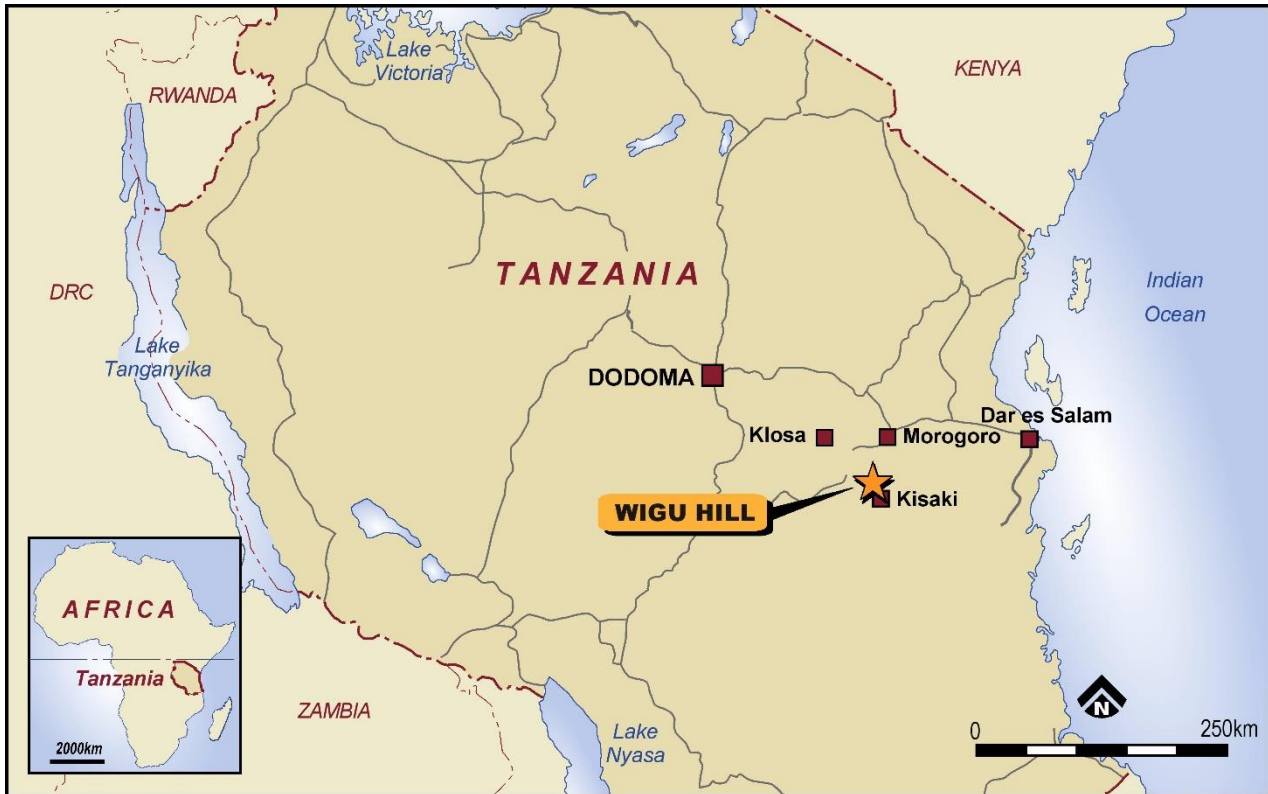 Lake
Victoria
KENYA
RWANDA
TANZANIA
DRC
Indian
Ocean
Lake
Tanganyika
DODOMA
Dar es Salam
Klosa
Morogoro
WIGU HILL
Kisaki
AFRICA
Tanzania
2000km
ZAMBIA
Lake
Nyasa
N
0
250km